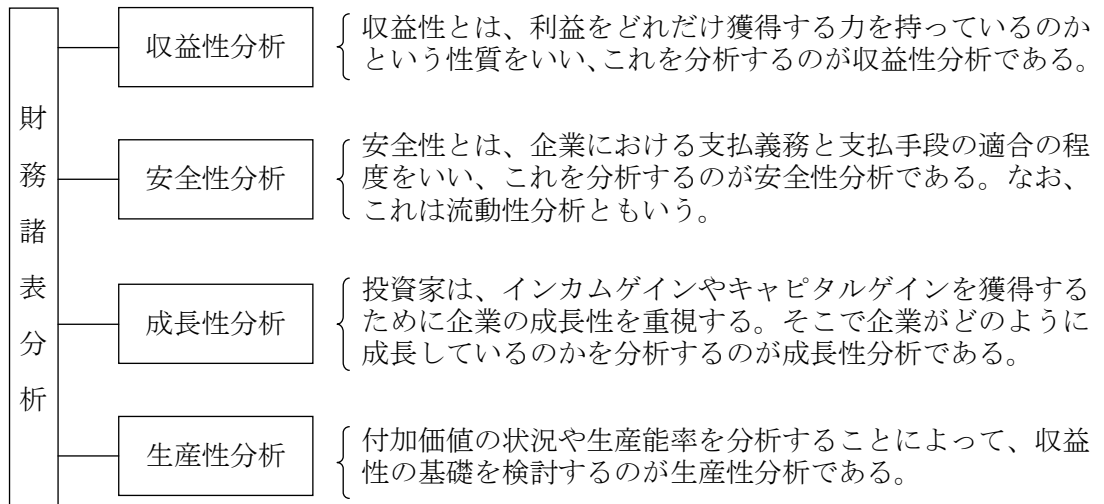 財務諸表分析
収益性分析
収益性とは、利益をどれだけ獲得する力を持っているのか
という性質をいい、これを分析するのが収益性分析である。
安全性分析
安全性とは、企業における支払義務と支払手段の適合の程
度をいい、これを分析するのが安全性分析である。なお、
これは流動性分析ともいう。
成長性分析
投資家は、インカムゲインやキャピタルゲインを獲得する
ために企業の成長性を重視する。そこで企業がどのように
成長しているのかを分析するのが成長性分析である。
生産性分析
付加価値の状況や生産能率を分析することによって、収益
性の基礎を検討するのが生産性分析である。